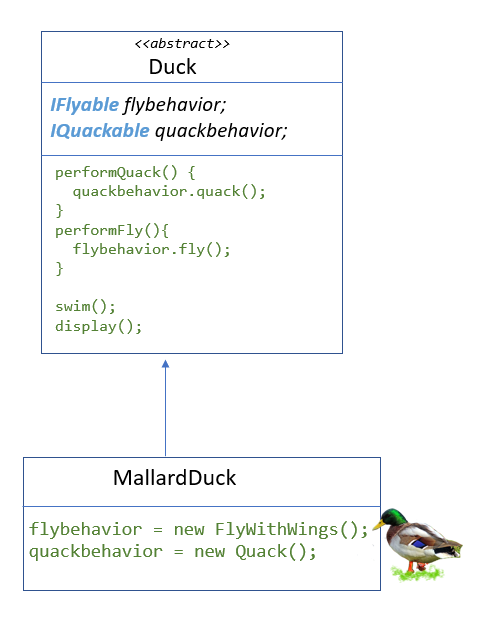 <<abstract>>
Duck
IFlyable flybehavior;
IQuackable quackbehavior;
performQuack() {
quackbehavior.quack();
}
performFly(){
flybehavior.fly();
}
swim();
display();
MallardDuck
flybehavior = new FlyWithWings();
quackbehavior = new Quack();